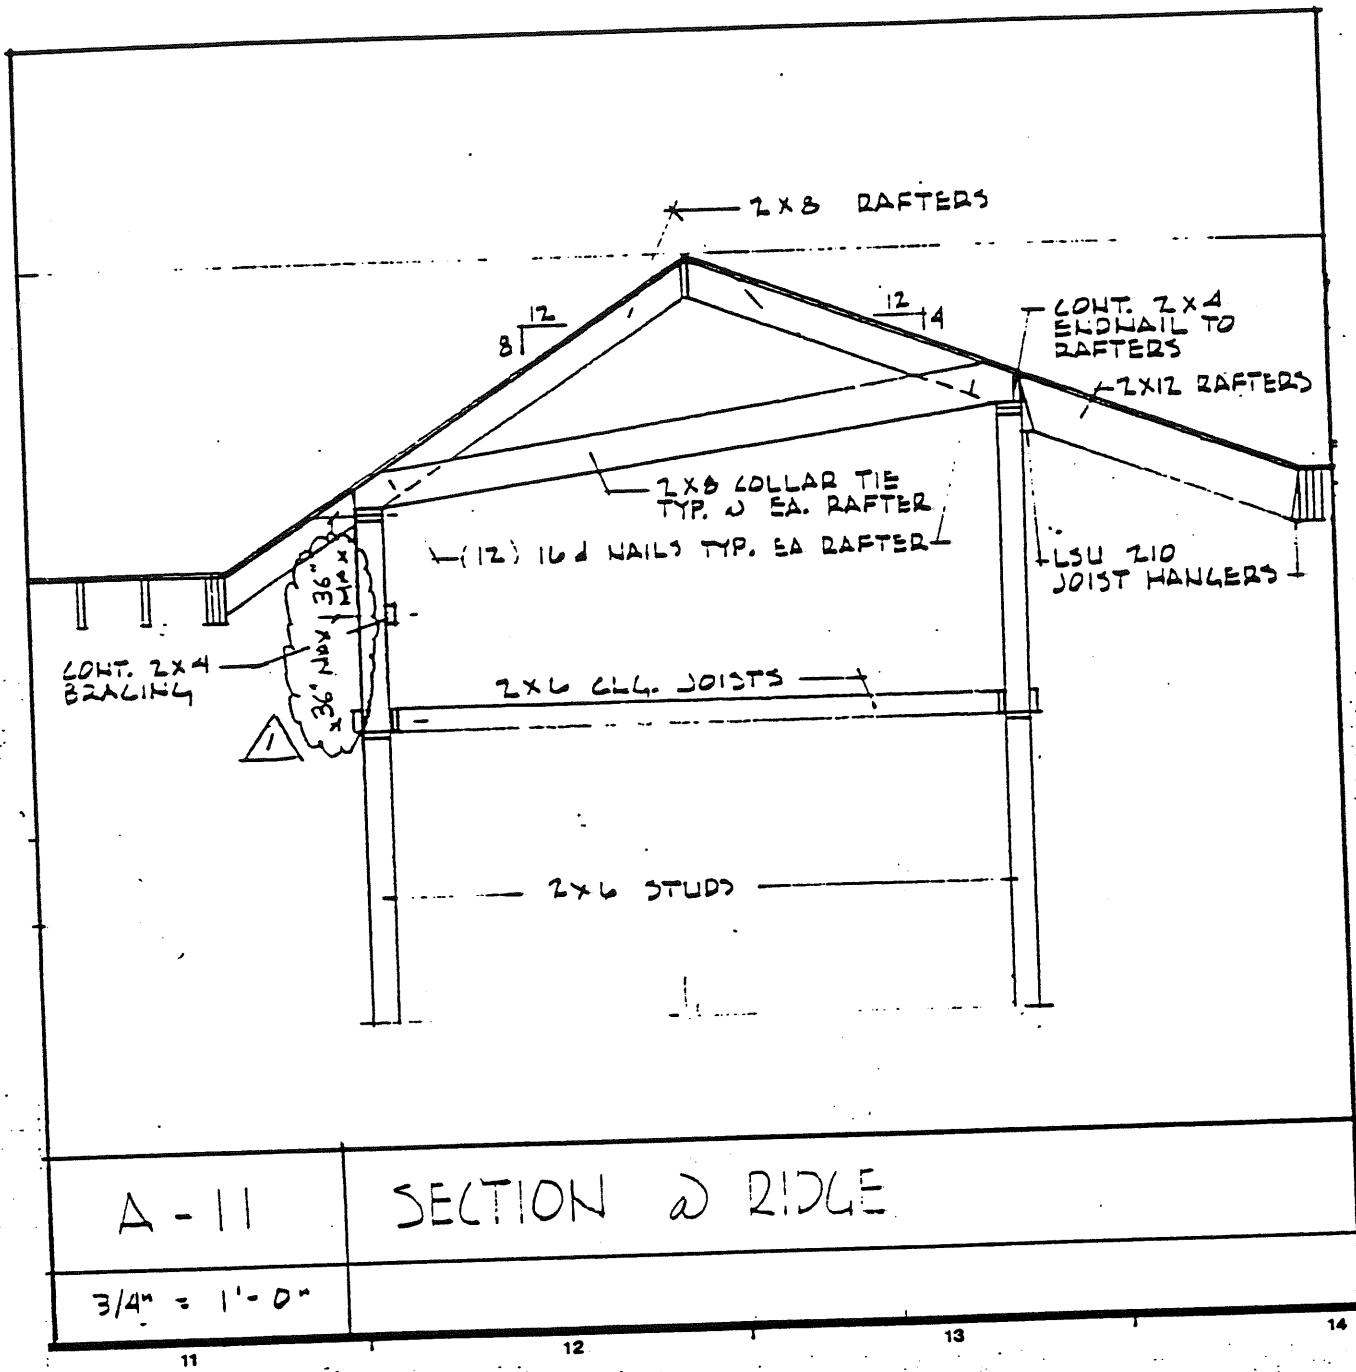 2X8 RAFTERS
12
8
12
4
CONT. 2X4
ENDNAIL TO
RAFTERS
2X12 RAFTERS
2X8 COLLAR TIE
TYP. @ EA. RAFTER
(12) 16d NAILS TYP. EA RAFTER
LSU 210
JOIST HANGERS
36"
MAX
36" MAX
CONT. 2X4
BRACING
1
2X6 CLG. JOISTS
2X6 STUDS
A-11
SECTION @ RIDGE
3/4" = 1'-0"
11
12
13
14